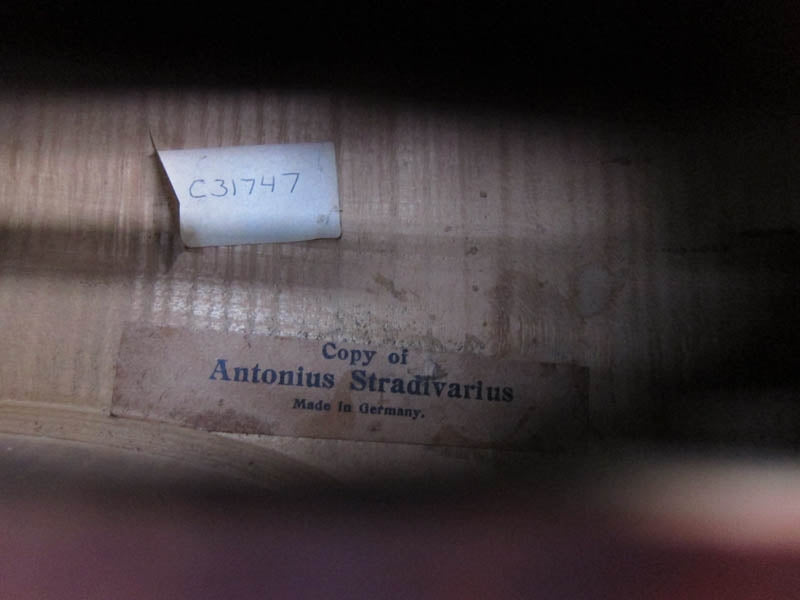 C31747
Copy of
Antonius Stradivarius
Made in Germany.